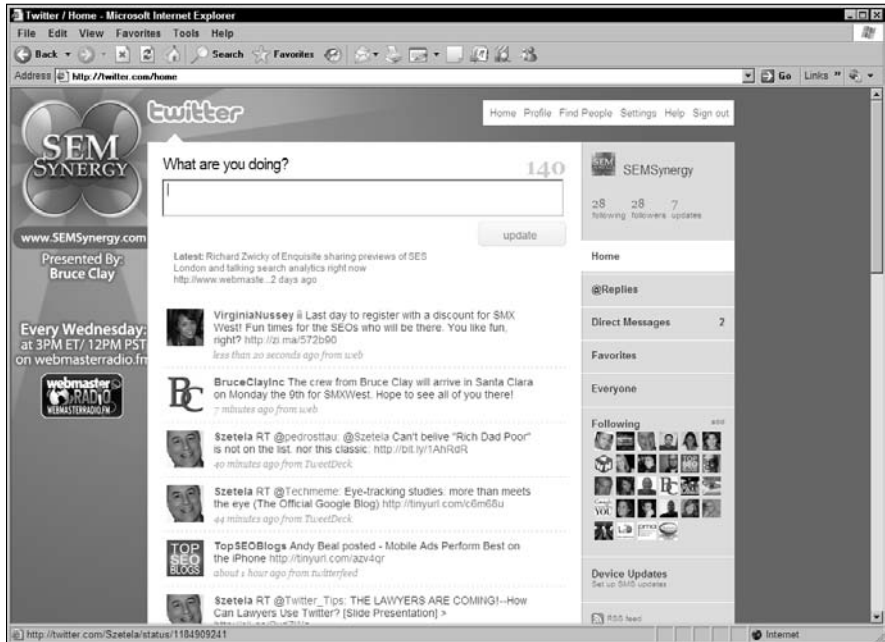 Twitter / Home - Microsoft Internet Explorer
File Edit View Favorites Tools Help
Back Search Favorites
Address http://twitter.com/home Go Links »
SEM
SYNERGY
www.SEMSynergy.com
Presented By:
Bruce Clay
Every Wednesday:
at 3PM ET/ 12PM PST
on webmasterradio.fm
webmaster
RADIO
WEBMASTERRADIO.FM
twitter
Home Profile Find People Settings Help Sign out
What are you doing? 140
update
Latest: Richard Zwicky of Enquisite sharing previews of SES
London and talking search analytics right now
http://www.webmaste...2 days ago
VirginiaNussey Last day to register with a discount for SMX
West! Fun times for the SEOs who will be there. You like fun,
right? http://zi.ma/572b90
less than 20 seconds ago from web
BruceClayInc The crew from Bruce Clay will arrive in Santa Clara
on Monday the 9th for SMXWest. Hope to see all of you there!
7 minutes ago from web
Szetela RT @pedrosttau: @Szetela Can't belive "Rich Dad Poor"
is not on the list. nor this classic: http://bit.ly/1AhRdR
40 minutes ago from TweetDeck
Szetela RT @Techmeme: Eye-tracking studies: more than meets
the eye (The Official Google Blog) http://tinyurl.com/c6m68u
44 minutes ago from TweetDeck
TOP
SEO
BLOGS
TopSEOBlogs Andy Beal posted - Mobile Ads Perform Best on
the iPhone http://tinyurl.com/azv4qr
about 1 hour ago from twitterfeed
Szetela RT @Twitter_Tips: THE LAWYERS ARE COMING!--How
Can Lawyers Use Twitter? [Slide Presentation] >
SEMSynergy
28 28 7
following followers updates
Home
@Replies
Direct Messages 2
Favorites
Everyone
Following add
Device Updates
Set up SMS updates
RSS feed
http://twitter.com/Szetela/status/1184909241
Internet